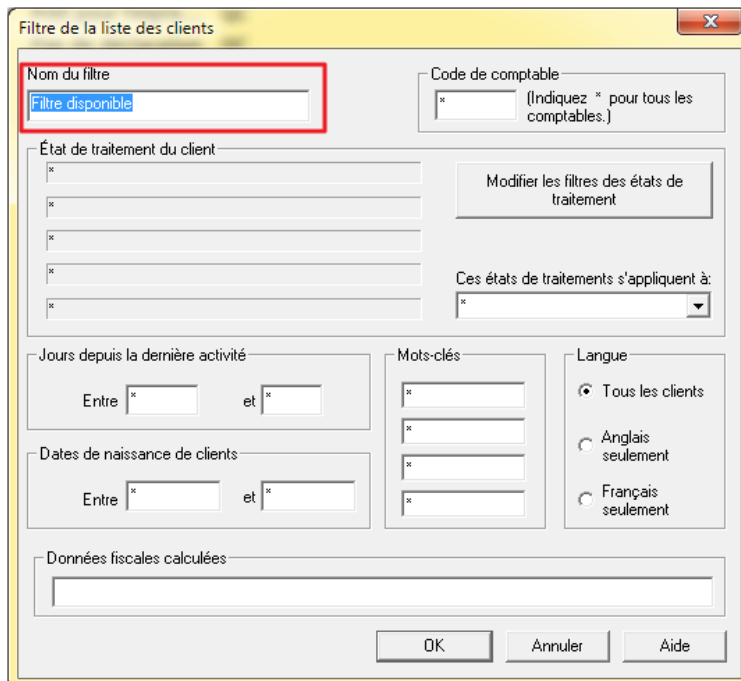 Filtre de la liste des clients
Nom du filtre
Filtre disponible
Code de comptable
*
(Indiquez * pour tous les
comptables.)
État de traitement du client
*
*
*
*
*
Modifier les filtres des états de
traitement
Ces états de traitements s'appliquent à:
*
Jours depuis la dernière activité
Entre * et *
Dates de naissance de clients
Entre * et *
Mots-clés
*
*
*
*
Langue
Tous les clients
Anglais
seulement
Français
seulement
Données fiscales calculées
OK Annuler Aide